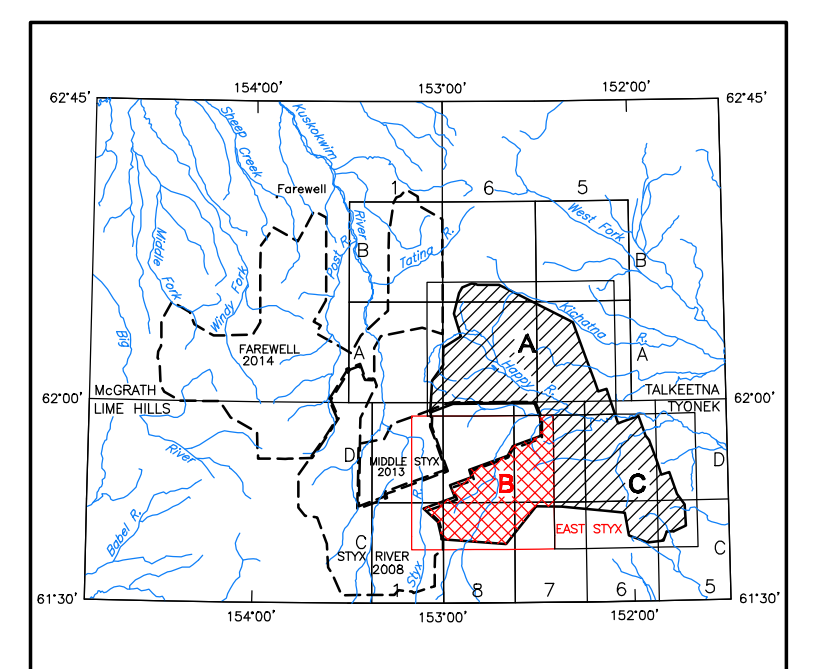 154°00'
153°00'
152°00'
62°45'
62°45'
Sheep Creek
Kuskokwim
River
Farewell
1
6
5
West Fork
Middle
Fork
Windy Fork
Post R.
B
Tatina R.
B
Big
FAREWELL
2014
A
Kichatna
R.
A
A
Happy R.
McGRATH
TALKEETNA
62°00'
62°00'
LIME HILLS
TYONEK
River
D
MIDDLE STYX
2013
R.
B
C
D
Babel R.
C
STYX RIVER
2008
EAST STYX
C
Styx
1
8
7
6
5
61°30'
61°30'
154°00'
153°00'
152°00'